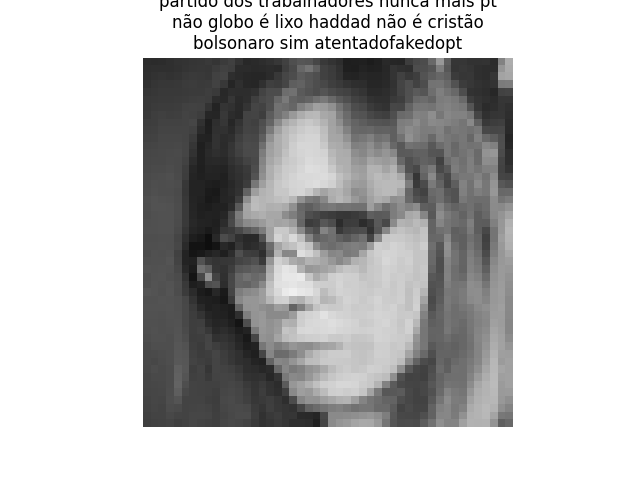 partido dos trabalhadores nunca mais pt
não globo é lixo haddad não é cristão
bolsonaro sim atentadofakedopt